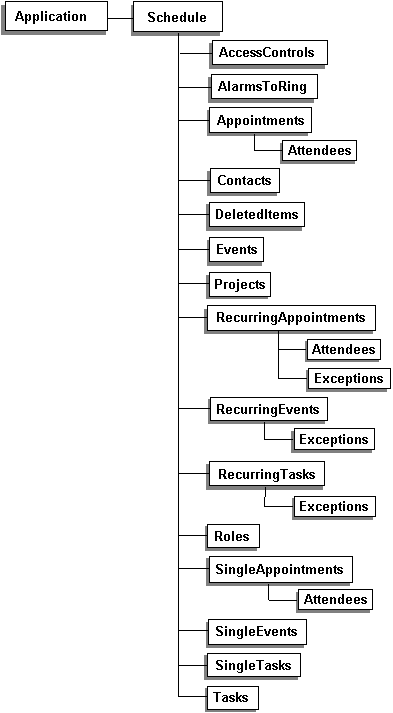 Application
Schedule
AccessControls
AlarmsToRing
Appointments
Attendees
Contacts
DeletedItems
Events
Projects
RecurringAppointments
Attendees
Exceptions
RecurringEvents
Exceptions
RecurringTasks
Exceptions
Roles
SingleAppointments
Attendees
SingleEvents
SingleTasks
Tasks